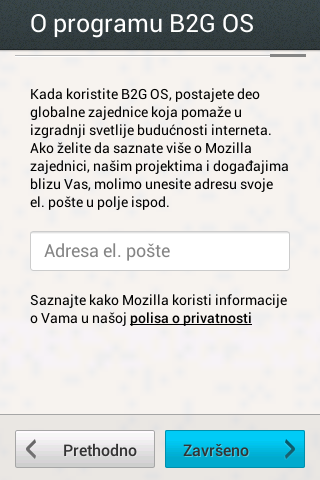 O programu B2G OS
Kada koristite B2G OS, postajete deo
globalne zajednice koja pomaže u
izgradnji svetlije budućnosti interneta.
Ako želite da saznate više o Mozilla
zajednici, našim projektima i događajima
blizu Vas, molimo unesite adresu svoje
el. pošte u polje ispod.
Adresa el. pošte
Saznajte kako Mozilla koristi informacije
o Vama u našoj polisa o privatnosti
Prethodno
Završeno